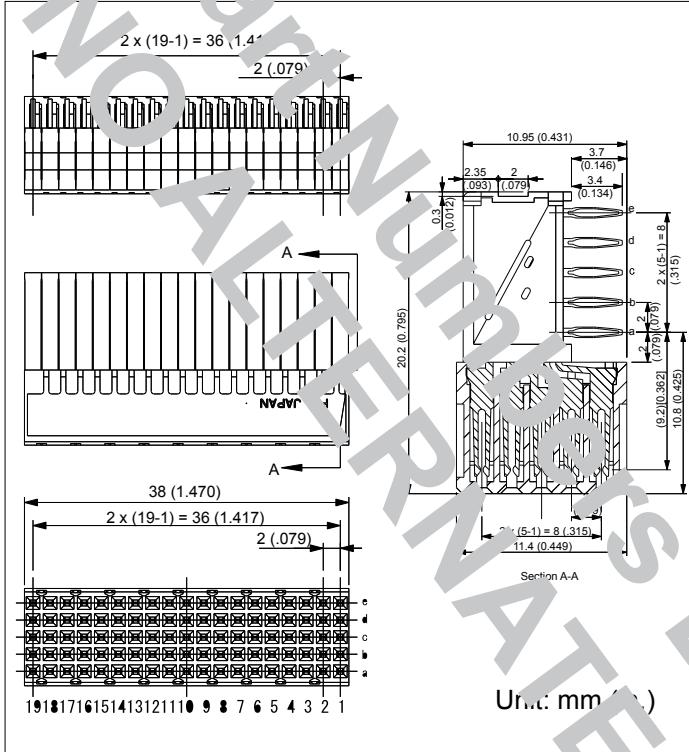 2 x (19-1) = 36
2 (.079)
A
JAPAN
A
38 (1.470)
2 x (19-1) = 36 (1.417)
2 (.079)
e
d
c
b
a
19 18 17 16 15 14 13 12 11 10 9 8 7 6 5 4 3 2 1
10.95 (0.431)
3.7
(0.146)
2.35
(.093)
2
(.079)
3.4
(0.134)
0.3
(0.012)
e
d
c
b
a
2 x (5-1) = 8
(.315)
2
(.079)
2
(.079)
20.2 (0.795)
(9.2)[0.362]
10.8 (0.425)
(5-1) = 8 (.315)
11.4 (0.449)
Section A-A
Unit: mm
Part Numbers
NO ALTERNATE